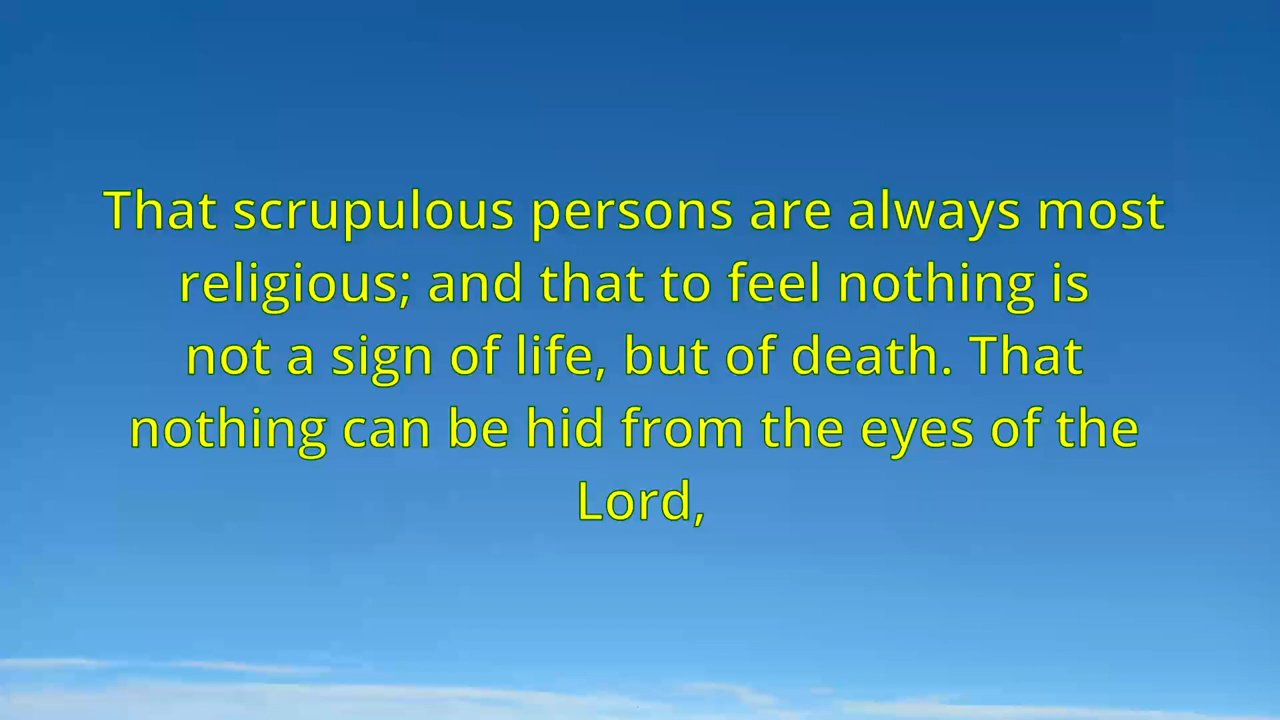 That scrupulous persons are always most
religious; and that to feel nothing is
not a sign of life, but of death. That
nothing can be hid from the eyes of the
Lord,